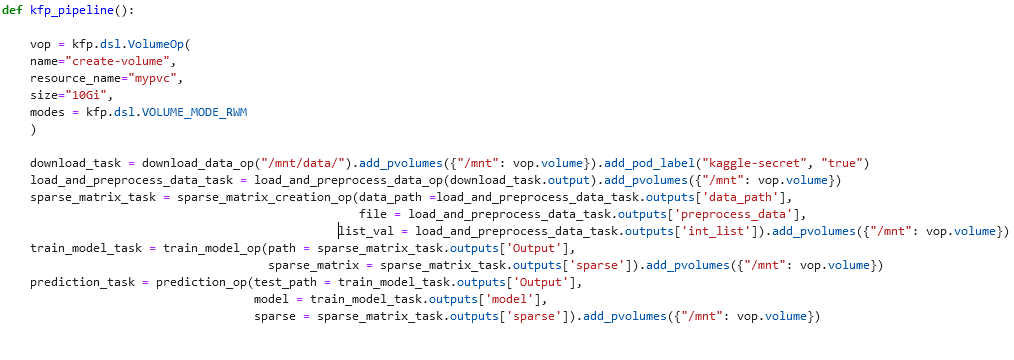 def kfp_pipeline():
vop = kfp.dsl.VolumeOp(
name="create-volume",
resource_name="mypvc",
size="10Gi",
modes = kfp.dsl.VOLUME_MODE_RWM
)
download_task = download_data_op("/mnt/data/").add_pvolumes({"/mnt": vop.volume}).add_pod_label("kaggle-secret", "true")
load_and_preprocess_data_task = load_and_preprocess_data_op(download_task.output).add_pvolumes({"/mnt": vop.volume})
sparse_matrix_task = sparse_matrix_creation_op(data_path =load_and_preprocess_data_task.outputs['data_path'],
file = load_and_preprocess_data_task.outputs['preprocess_data'],
list_val = load_and_preprocess_data_task.outputs['int_list']).add_pvolumes({"/mnt": vop.volume})
train_model_task = train_model_op(path = sparse_matrix_task.outputs['Output'],
sparse_matrix = sparse_matrix_task.outputs['sparse']).add_pvolumes({"/mnt": vop.volume})
prediction_task = prediction_op(test_path = train_model_task.outputs['Output'],
model = train_model_task.outputs['model'],
sparse = sparse_matrix_task.outputs['sparse']).add_pvolumes({"/mnt": vop.volume})